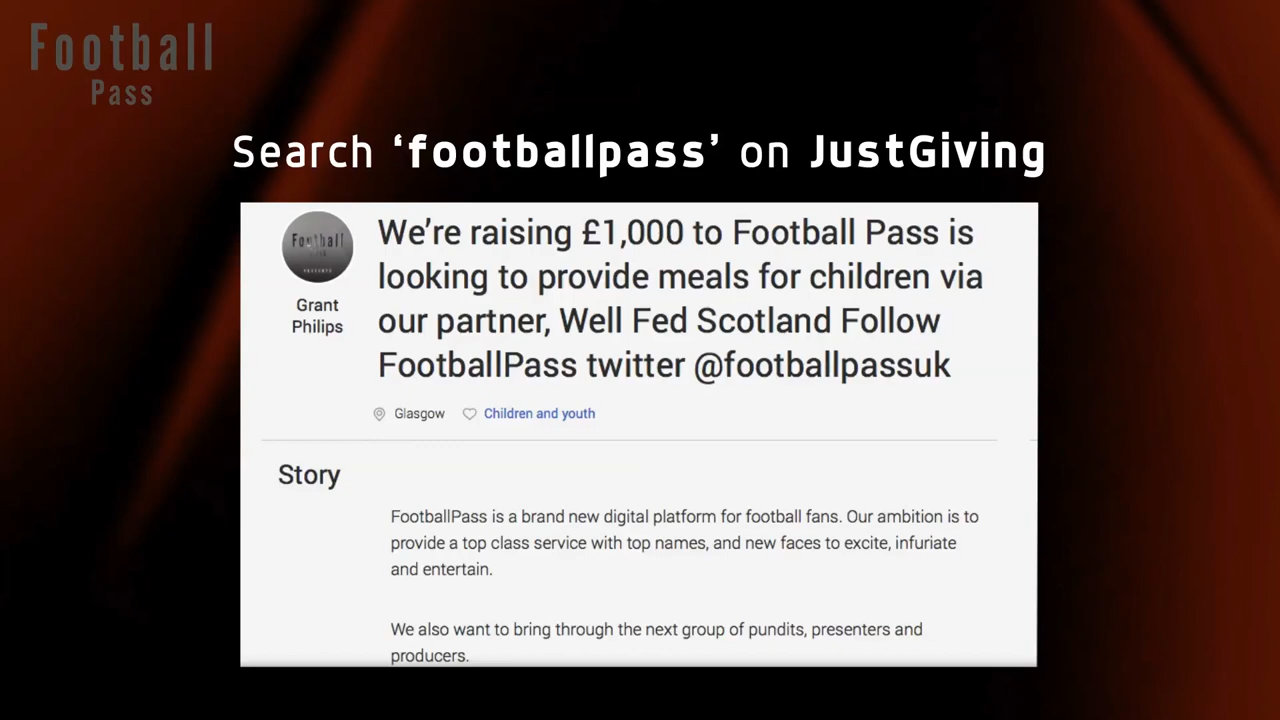 Football
Pass
Search ‘footballpass’ on JustGiving
Football
PRESENTS
Grant
Philips
We’re raising £1,000 to Football Pass is
looking to provide meals for children via
our partner, Well Fed Scotland Follow
FootballPass twitter @footballpassuk
Glasgow
Children and youth
Story
FootballPass is a brand new digital platform for football fans. Our ambition is to
provide a top class service with top names, and new faces to excite, infuriate
and entertain.
We also want to bring through the next group of pundits, presenters and
producers.